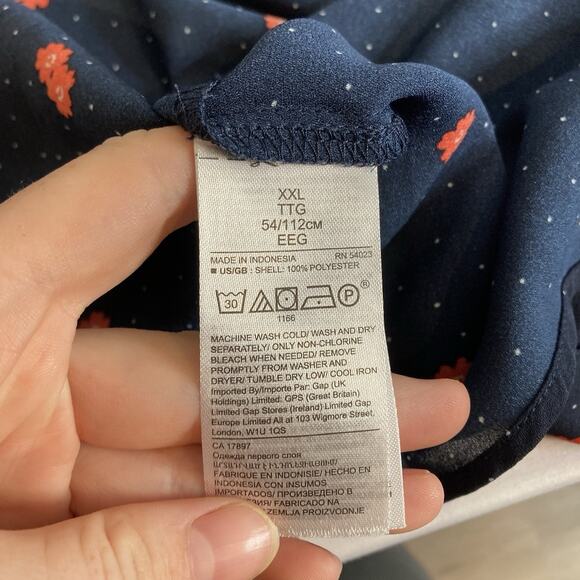 XXL
TTG
54/112CM
EEG
MADE IN INDONESIA RN 54023
■ US/GB : SHELL: 100% POLYESTER
30 P
1166
MACHINE WASH COLD/ WASH AND DRY
SEPARATELY/ ONLY NON-CHLORINE
BLEACH WHEN NEEDED/ REMOVE
PROMPTLY FROM WASHER AND
DRYER/ TUMBLE DRY LOW/ COOL IRON
Imported By/Importe Par: Gap (UK
Holdings) Limited: GPS (Great Britain)
Limited Gap Stores (Ireland) Limited Gap
Europe Limited All at 103 Wigmore Street,
London, W1U 1QS
CA 17897
Одежда первого слоя
FABRIQUE EN INDONESIE/ HECHO EN
INDONESIA CON INSUMOS
IMPORTADOS/ ПРОИЗВЕДЕНО В
FABRICADO NA
ZEMLJA PROIZVODNJE